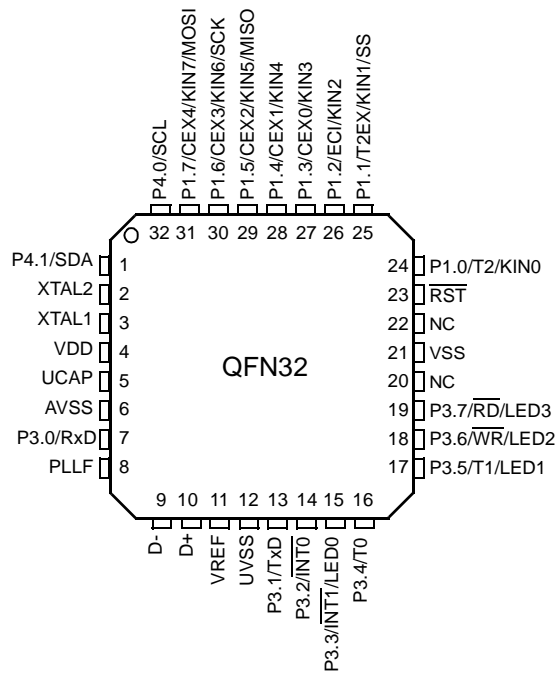 P4.0/SCL
P1.7/CEX4/KIN7/MOSI
P1.6/CEX3/KIN6/SCK
P1.5/CEX2/KIN5/MISO
P1.4/CEX1/KIN4
P1.3/CEX0/KIN3
P1.2/ECI/KIN2
P1.1/T2EX/KIN1/SS
32 31 30 29 28 27 26 25
P4.1/SDA 1
XTAL2 2
XTAL1 3
VDD 4
UCAP 5
AVSS 6
P3.0/RxD 7
PLLF 8
QFN32
24 P1.0/T2/KIN0
23 R̅S̅T̅
22 NC
21 VSS
20 NC
19 P3.7/R̅D̅/LED3
18 P3.6/W̅R̅/LED2
17 P3.5/T1/LED1
9 10 11 12 13 14 15 16
D-
D+
VREF
UVSS
P3.1/TxD
P3.2/I̅N̅T̅0̅
P3.3/I̅N̅T̅1̅/LED0
P3.4/T0